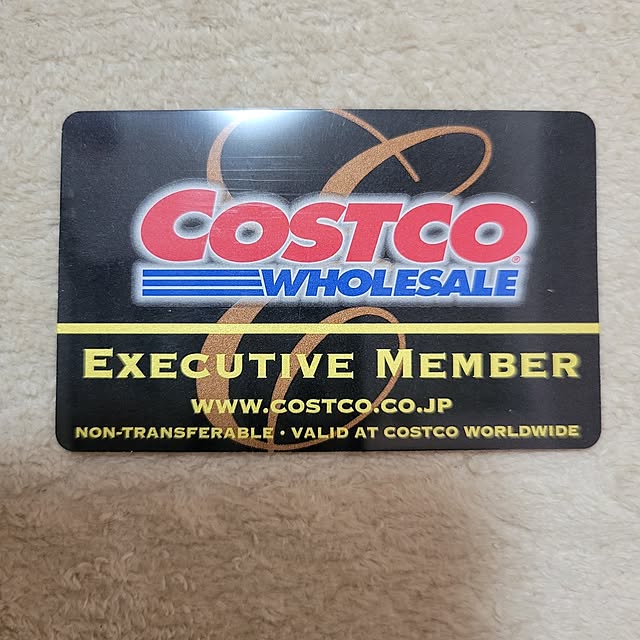 COSTCO®
WHOLESALE
EXECUTIVE MEMBER
WWW.COSTCO.CO.JP
NON-TRANSFERABLE • VALID AT COSTCO WORLDWIDE